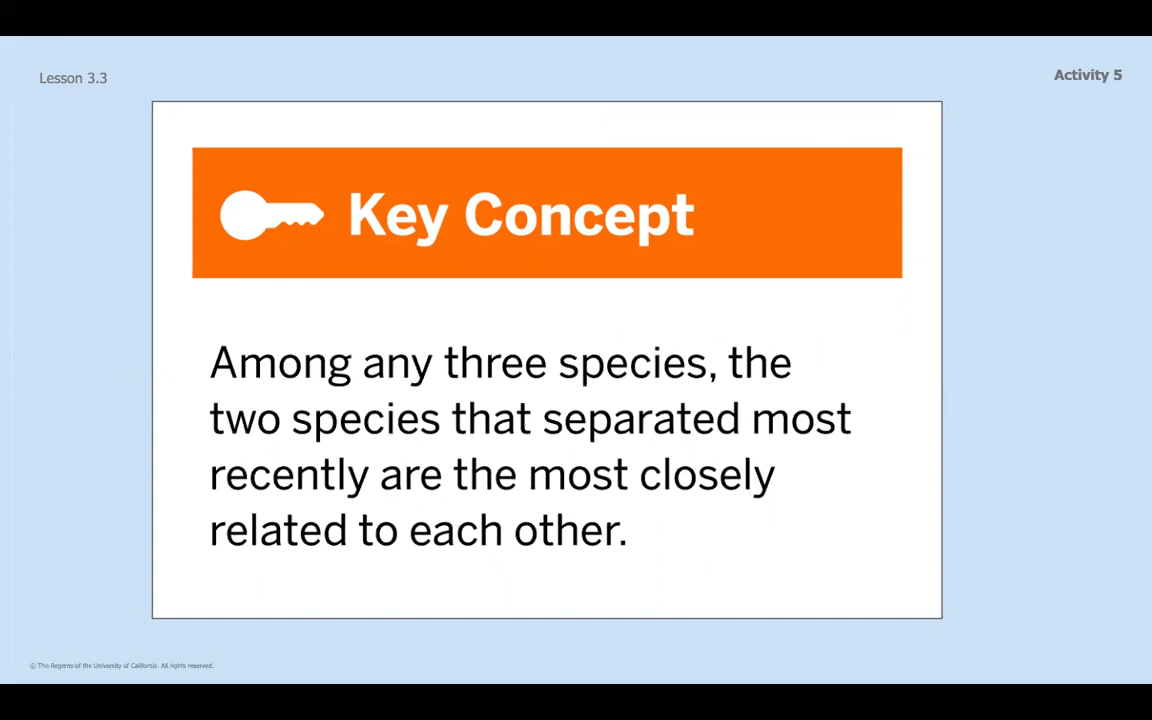 Lesson 3.3
Activity 5
Key Concept
Among any three species, the
two species that separated most
recently are the most closely
related to each other.
© The Regents of the University of California. All rights reserved.